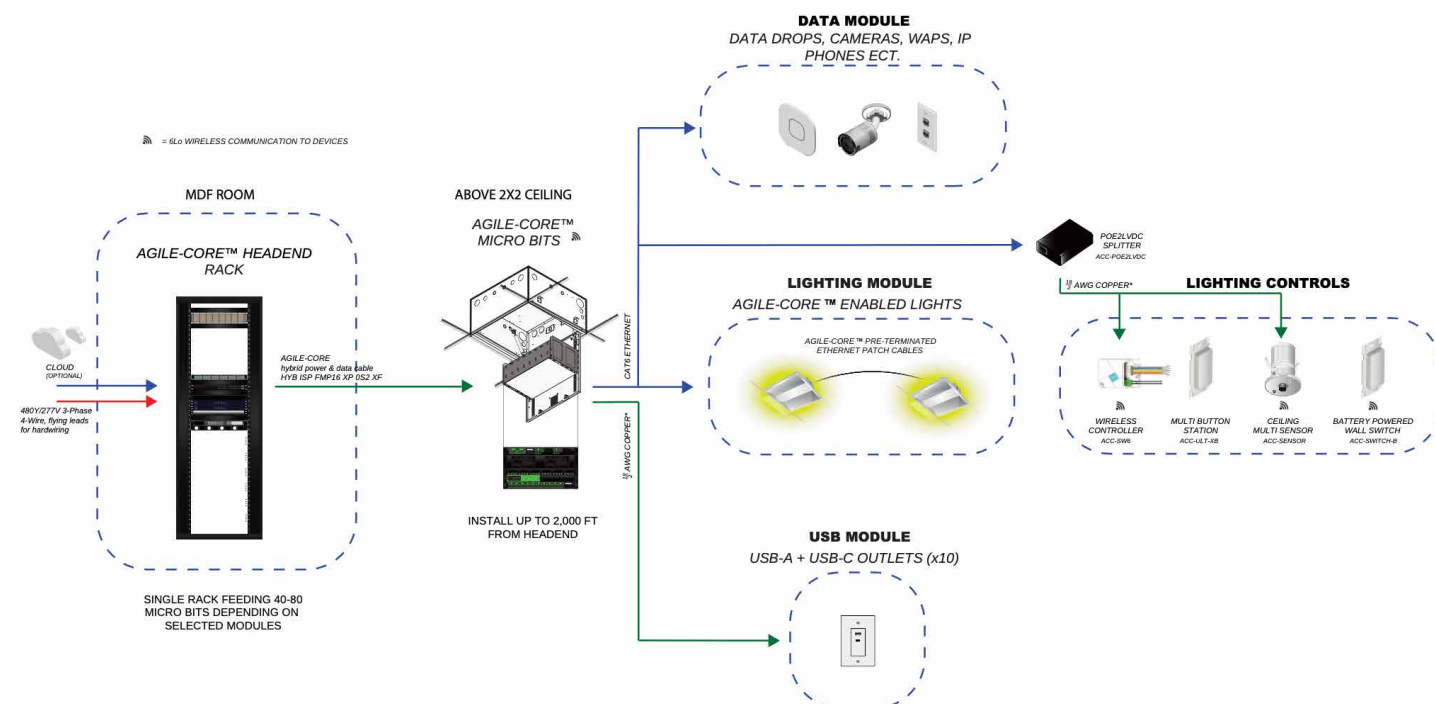 DATA MODULE
DATA DROPS, CAMERAS, WAPS, IP
PHONES ECT.
= 6Lo WIRELESS COMMUNICATION TO DEVICES
MDF ROOM
AGILE-CORE™ HEADEND
RACK
CLOUD
(OPTIONAL)
480Y/277V 3-Phase
4-Wire, flying leads
for hardwiring
AGILE-CORE
hybrid power & data cable
HYB ISP FMP16 XP 0S2 XF
SINGLE RACK FEEDING 40-80
MICRO BITS DEPENDING ON
SELECTED MODULES
ABOVE 2X2 CEILING
AGILE-CORE™
MICRO BITS
INSTALL UP TO 2,000 FT
FROM HEADEND
CAT6 ETHERNET
18/2 AWG COPPER*
LIGHTING MODULE
AGILE-CORE ™ ENABLED LIGHTS
AGILE-CORE™ PRE-TERMINATED
ETHERNET PATCH CABLES
USB MODULE
USB-A + USB-C OUTLETS (x10)
POE2LVDC
SPLITTER
ACC-POE2LVDC
18/2 AWG COPPER*
LIGHTING CONTROLS
WIRELESS
CONTROLLER
ACC-SW6
MULTI BUTTON
STATION
ACC-ULT-XB
CEILING
MULTI SENSOR
ACC-SENSOR
BATTERY POWERED
WALL SWITCH
ACC-SWITCH-B